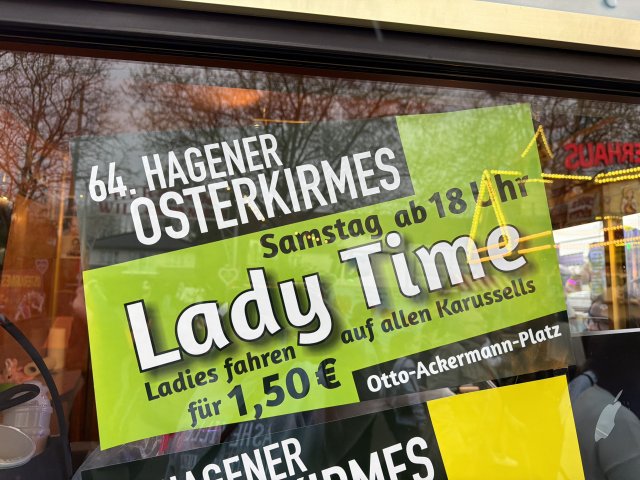 64. HAGENER
OSTERKIRMES
Samstag ab 18 Uhr
Lady Time
Ladies fahren auf allen Karussells
für 1,50 €
Otto-Ackermann-Platz
HAGENER
KIRMES